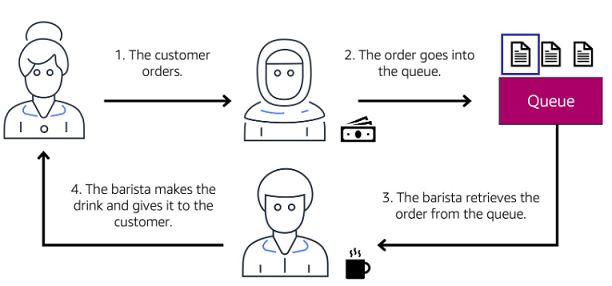 1. The customer
orders.
2. The order goes into
the queue.
Queue
3. The barista retrieves the
order from the queue.
4. The barista makes the
drink and gives it to the
customer.